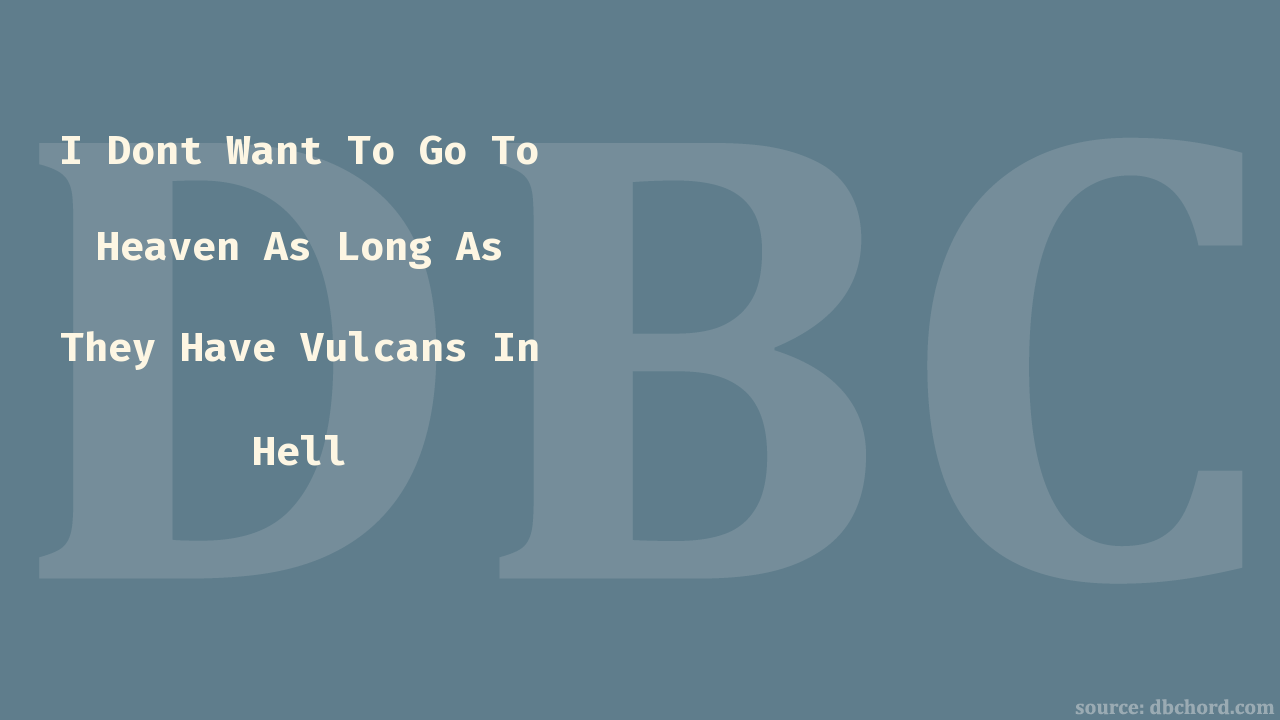 I Dont Want To Go To
Heaven As Long As
They Have Vulcans In
Hell
DBC
source: dbchord.com